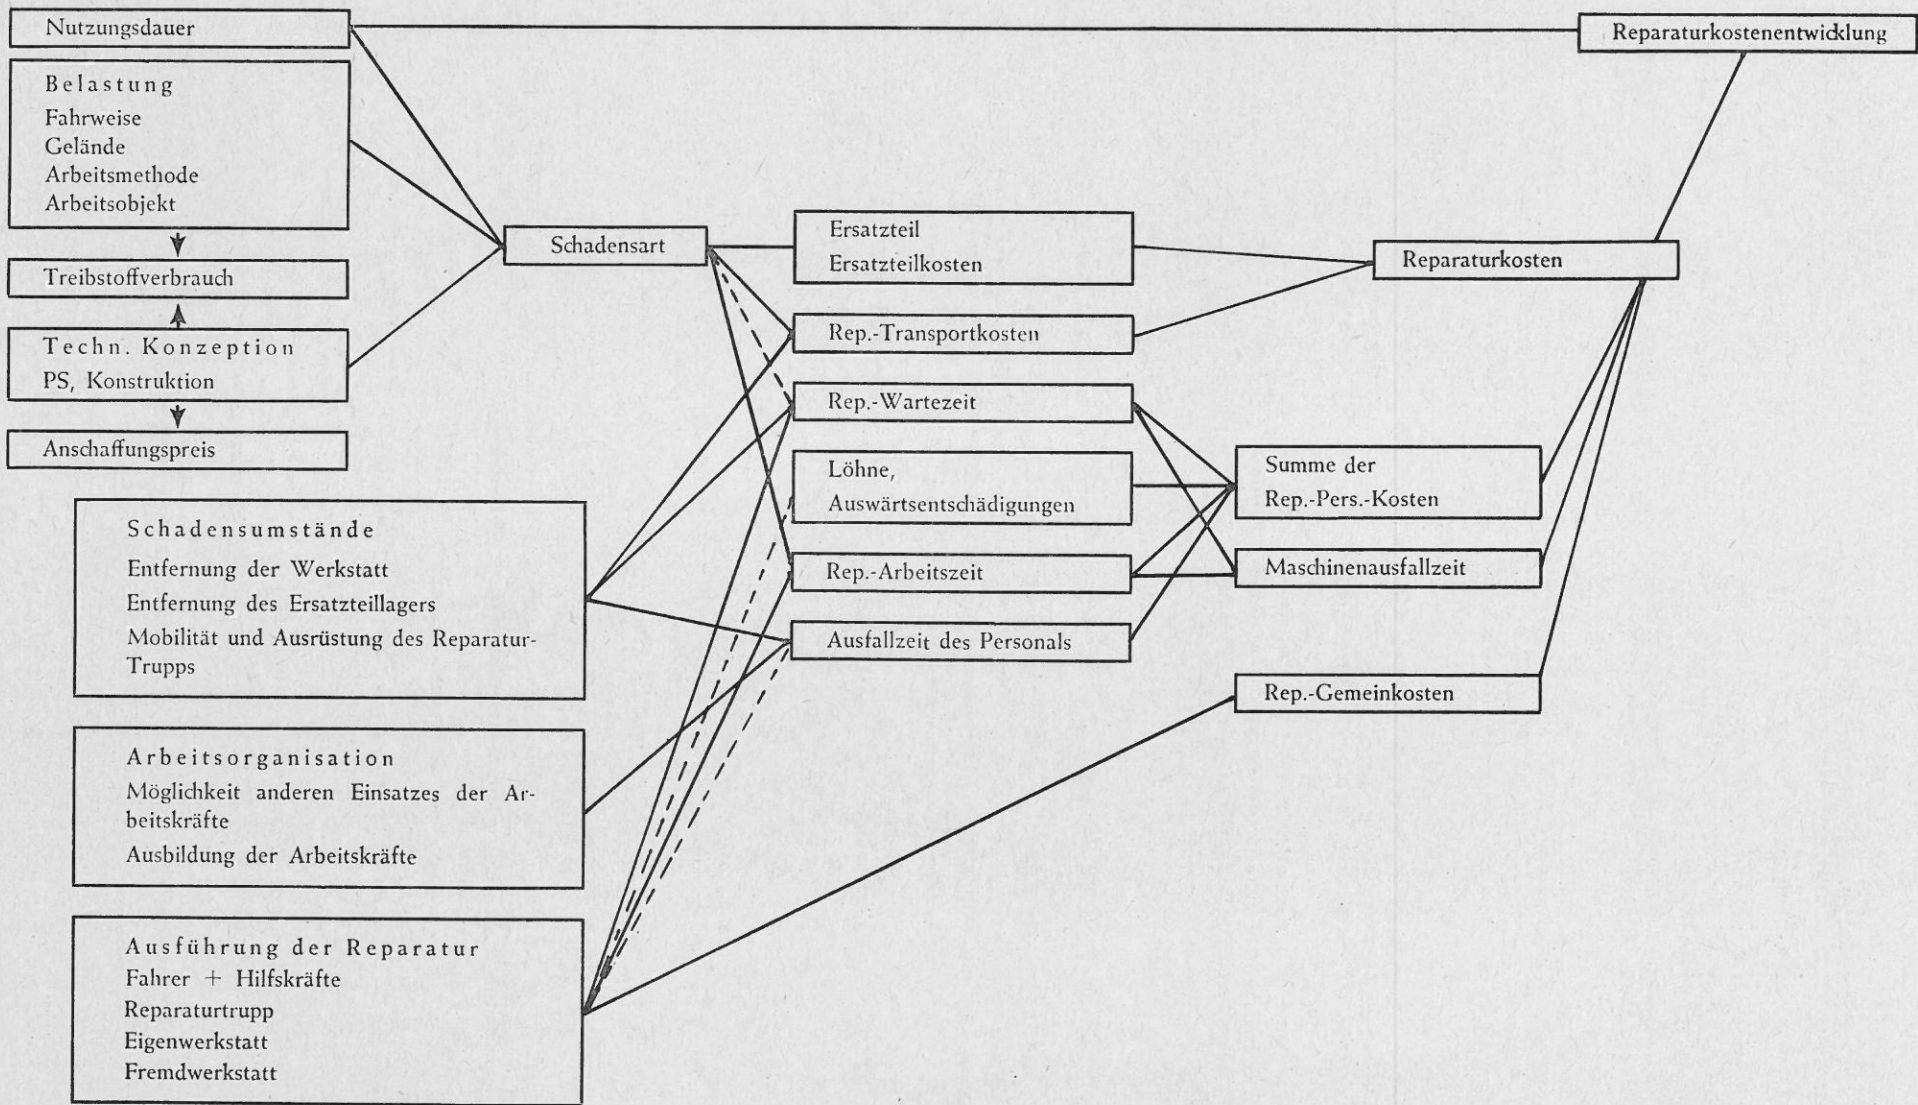 Nutzungsdauer
Reparaturkostenentwicklung
Belastung
Fahrweise
Gelände
Arbeitsmethode
Arbeitsobjekt
Treibstoffverbrauch
Techn. Konzeption
PS, Konstruktion
Anschaffungspreis
Schadensart
Ersatzteil
Ersatzteilkosten
Reparaturkosten
Rep.-Transportkosten
Rep.-Wartezeit
Löhne,
Auswärtsentschädigungen
Rep.-Arbeitszeit
Ausfallzeit des Personals
Summe der
Rep.-Pers.-Kosten
Maschinenausfallzeit
Rep.-Gemeinkosten
Schadensumstände
Entfernung der Werkstatt
Entfernung des Ersatzteillagers
Mobilität und Ausrüstung des Reparatur-
Trupps
Arbeitsorganisation
Möglichkeit anderen Einsatzes der Ar-
beitskräfte
Ausbildung der Arbeitskräfte
Ausführung der Reparatur
Fahrer + Hilfskräfte
Reparaturtrupp
Eigenwerkstatt
Fremdwerkstatt